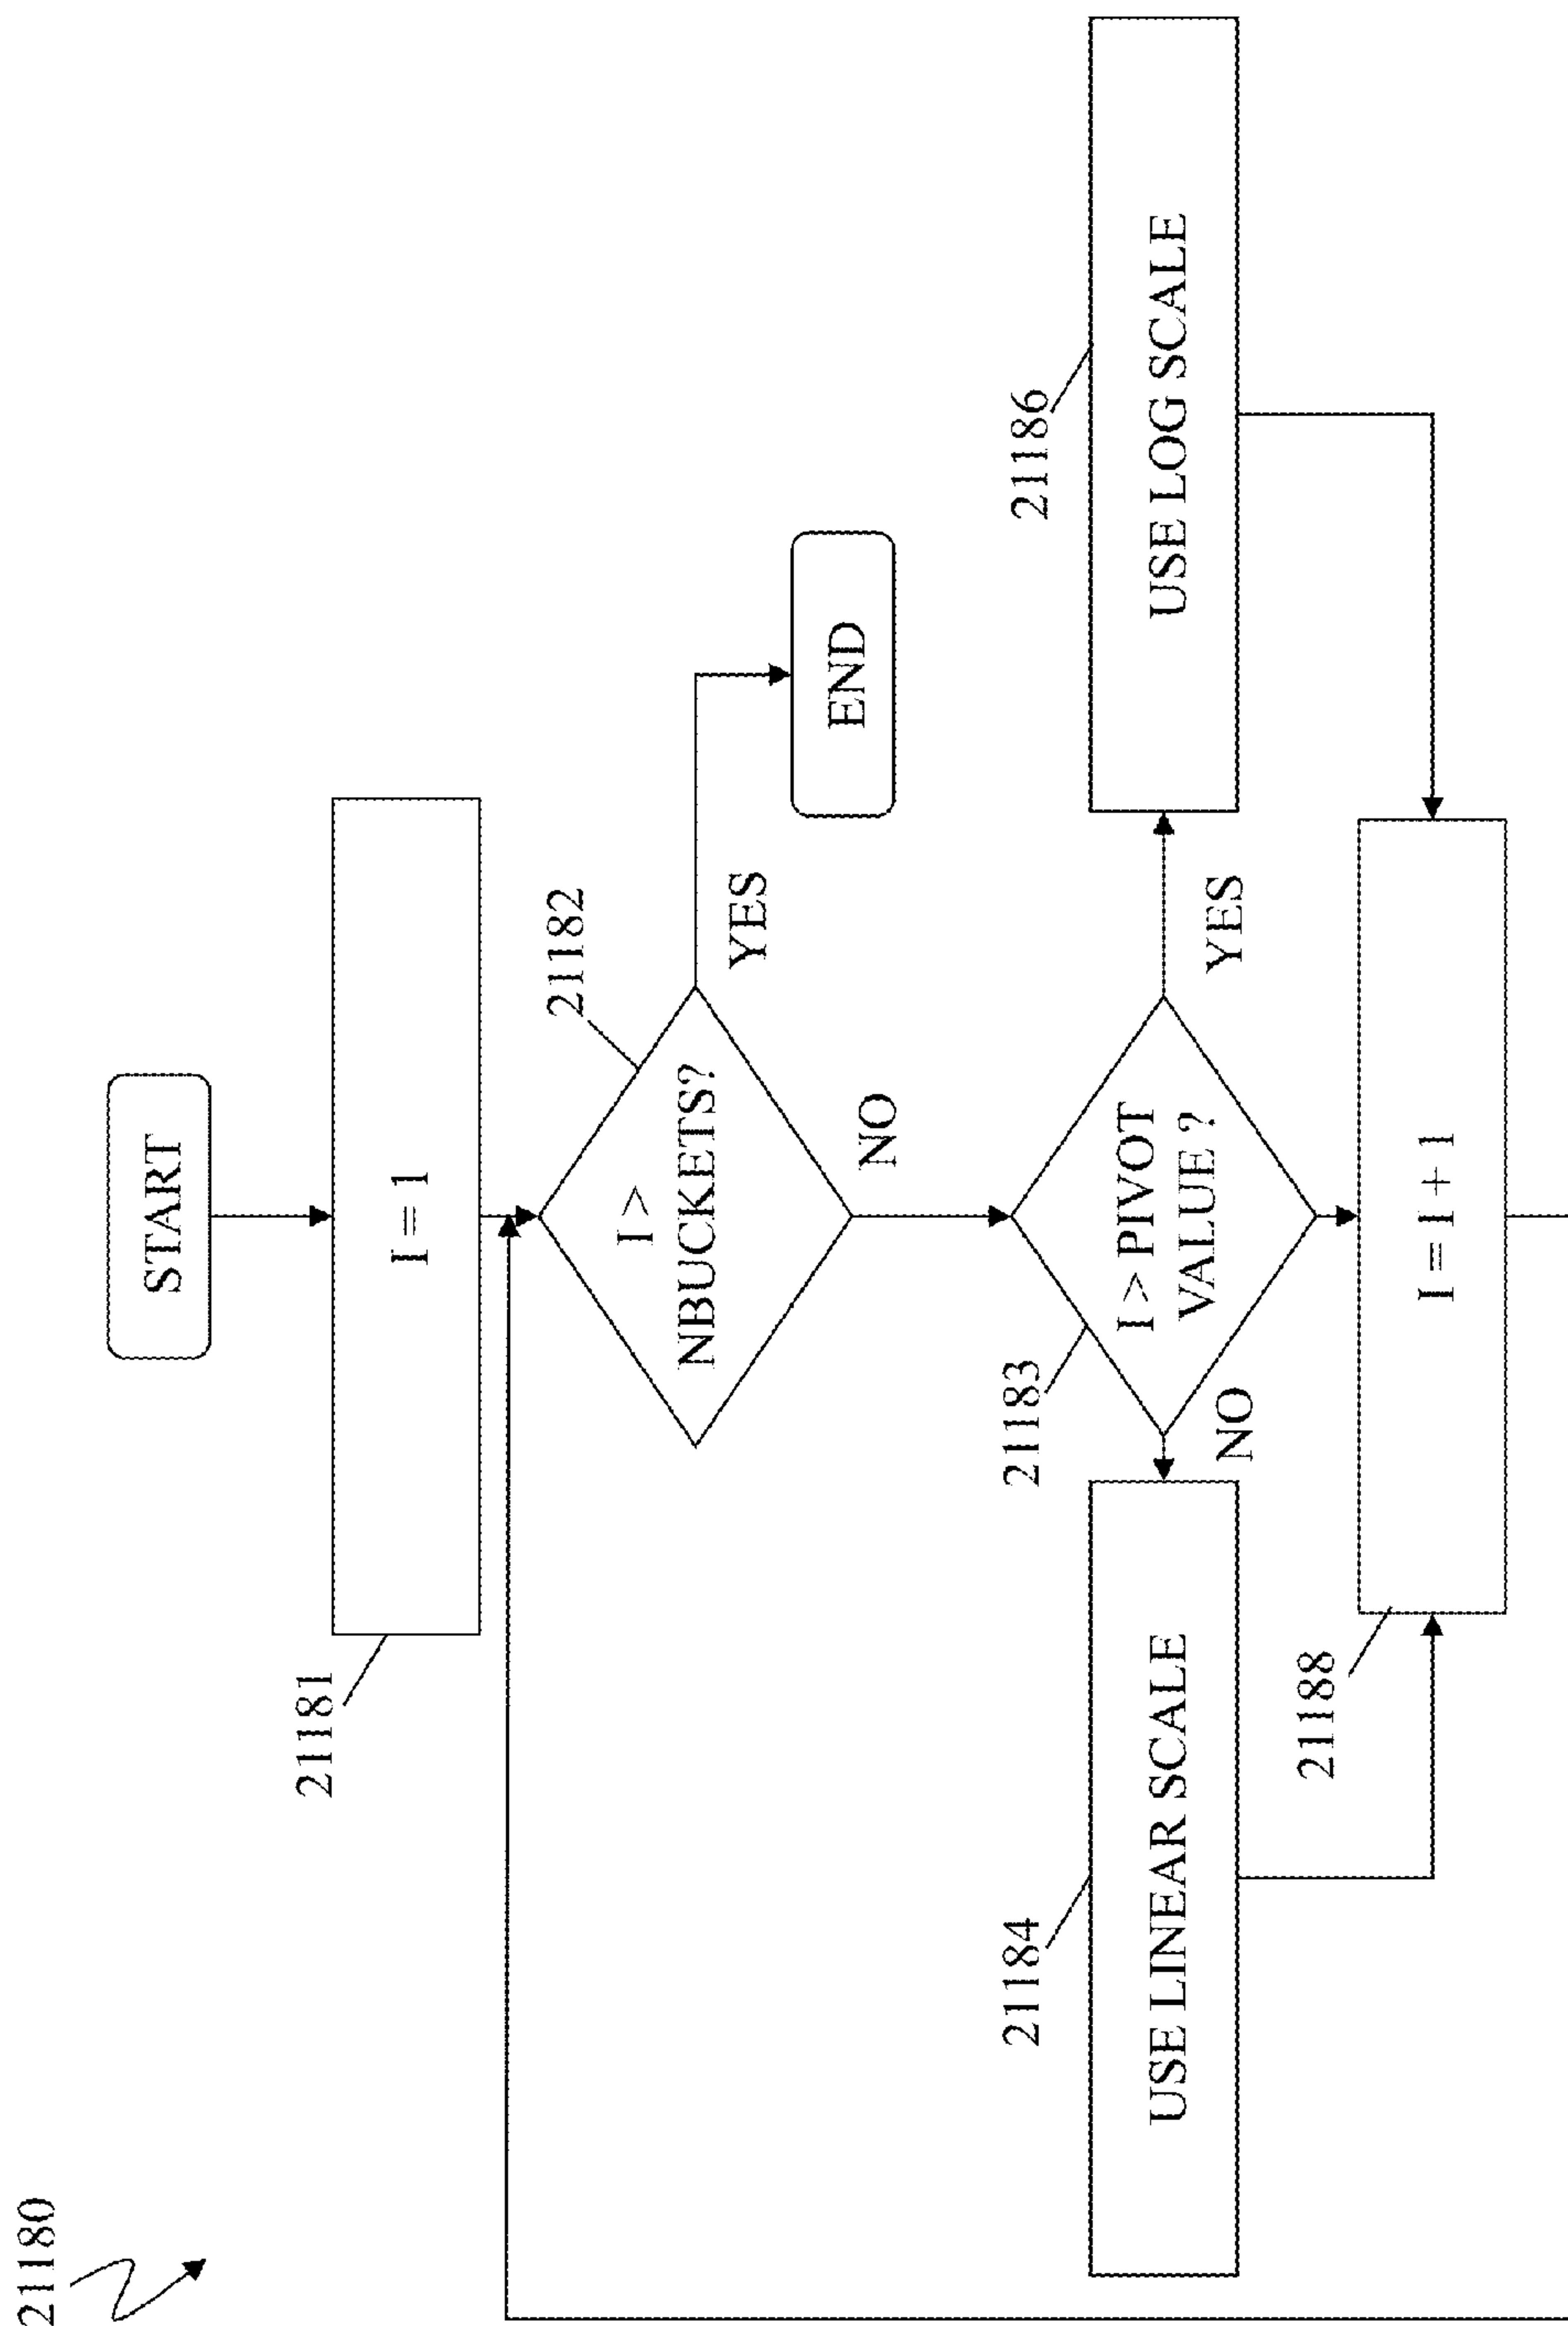 21180
START
21181
I = 1
21182
I >
NBUCKETS?
YES
END
NO
21183
I > PIVOT
VALUE ?
NO
YES
21184
USE LINEAR SCALE
21186
USE LOG SCALE
21188
I = I + 1